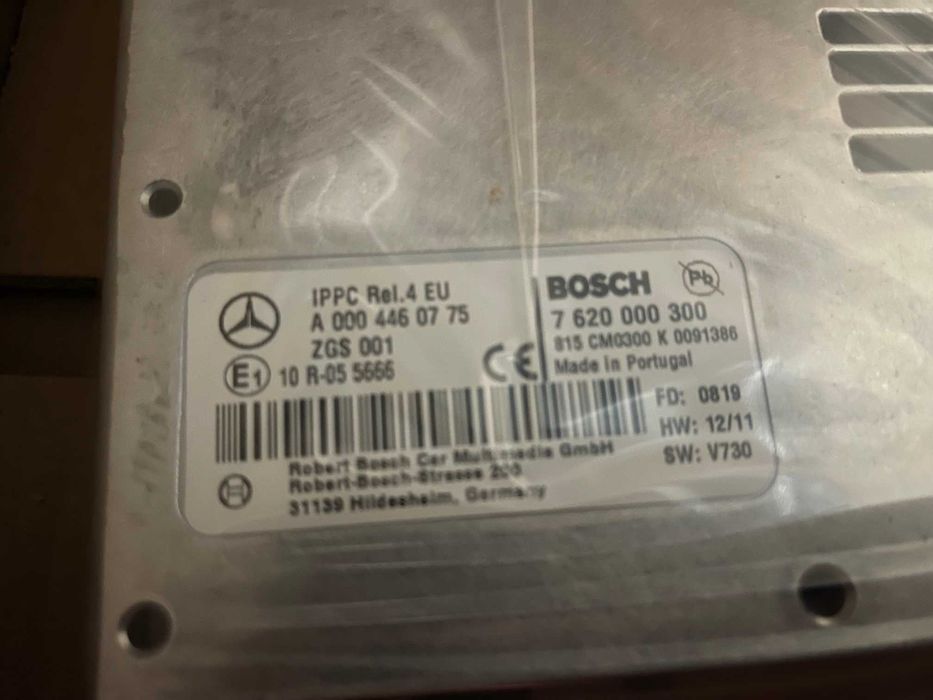 IPPC Rel.4 EU
A 000 446 07 75
ZGS 001
E1 10 R-05 5666
CE
BOSCH
Pb
7 620 000 300
815 CM0300 K 0091386
Made in Portugal
FD: 0819
HW: 12/11
SW: V730
Robert Bosch Car Multimedia GmbH
Robert-Bosch-Strasse 200
31139 Hildesheim, Germany